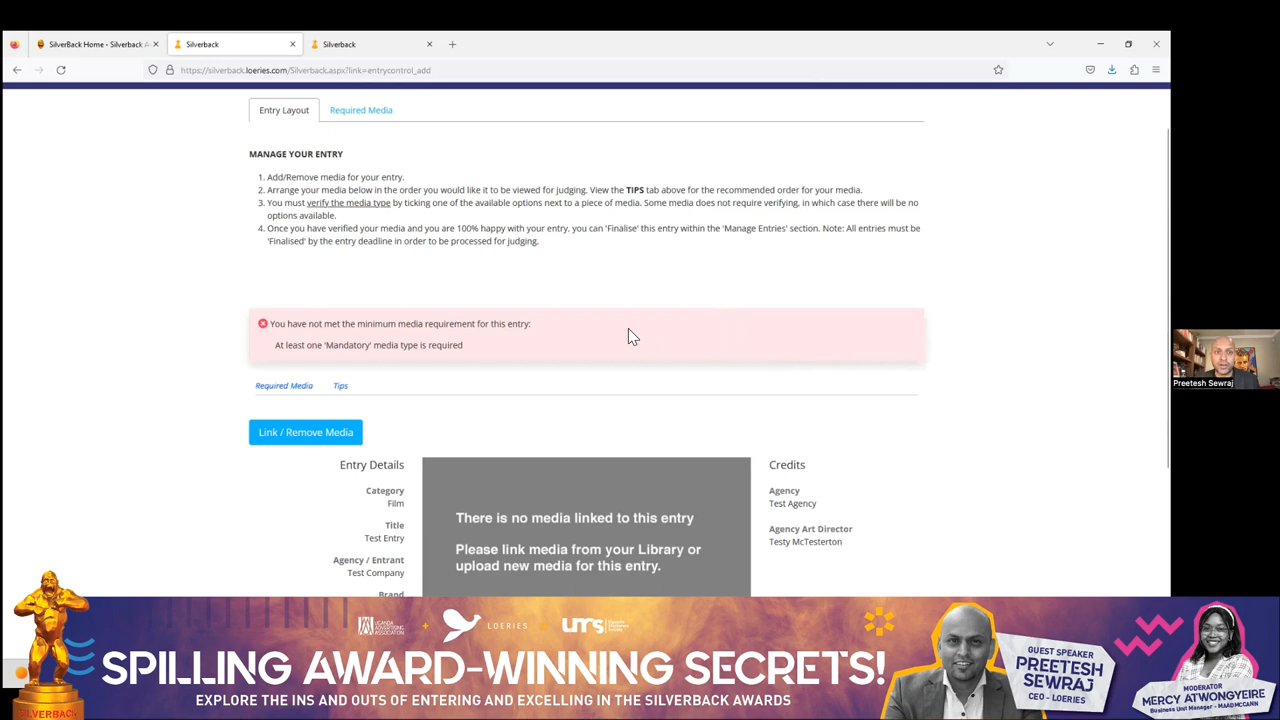 SilverBack Home - Silverback A
Silverback
Silverback
https://silverback.loeries.com/Silverback.aspx?link=entrycontrol_add
Entry Layout
Required Media
MANAGE YOUR ENTRY
1. Add/Remove media for your entry.
2. Arrange your media below in the order you would like it to be viewed for judging. View the TIPS tab above for the recommended order for your media.
3. You must verify the media type by ticking one of the available options next to a piece of media. Some media does not require verifying, in which case there will be no
options available.
4. Once you have verified your media and you are 100% happy with your entry, you can 'Finalise' this entry within the 'Manage Entries' section. Note: All entries must be
'Finalised' by the entry deadline in order to be processed for judging.
You have not met the minimum media requirement for this entry:
At least one 'Mandatory' media type is required
Required Media
Tips
Link / Remove Media
Entry Details
Category
Film
Title
Test Entry
Agency / Entrant
Test Company
Brand
There is no media linked to this entry
Please link media from your Library or
upload new media for this entry.
Credits
Agency
Test Agency
Agency Art Director
Testy McTesterton
Preetesh Sewraj
UGANDA
ADVERTISING
ASSOCIATION
+
LOERIES
+
ums
SPILLING AWARD-WINNING SECRETS!
EXPLORE THE INS AND OUTS OF ENTERING AND EXCELLING IN THE SILVERBACK AWARDS
SILVERBACK
GUEST SPEAKER
PREETESH
SEWRAJ
CEO - LOERIES
MODERATOR
MERCY ATWONGYEIRE
Business Unit Manager - MAAD MCCANN